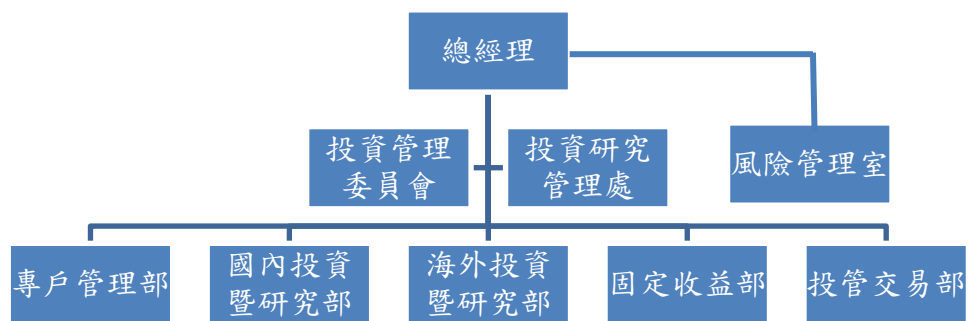 總經理
投資管理
委員會
投資研究
管理處
風險管理室
專戶管理部
國內投資
暨研究部
海外投資
暨研究部
固定收益部
投管交易部